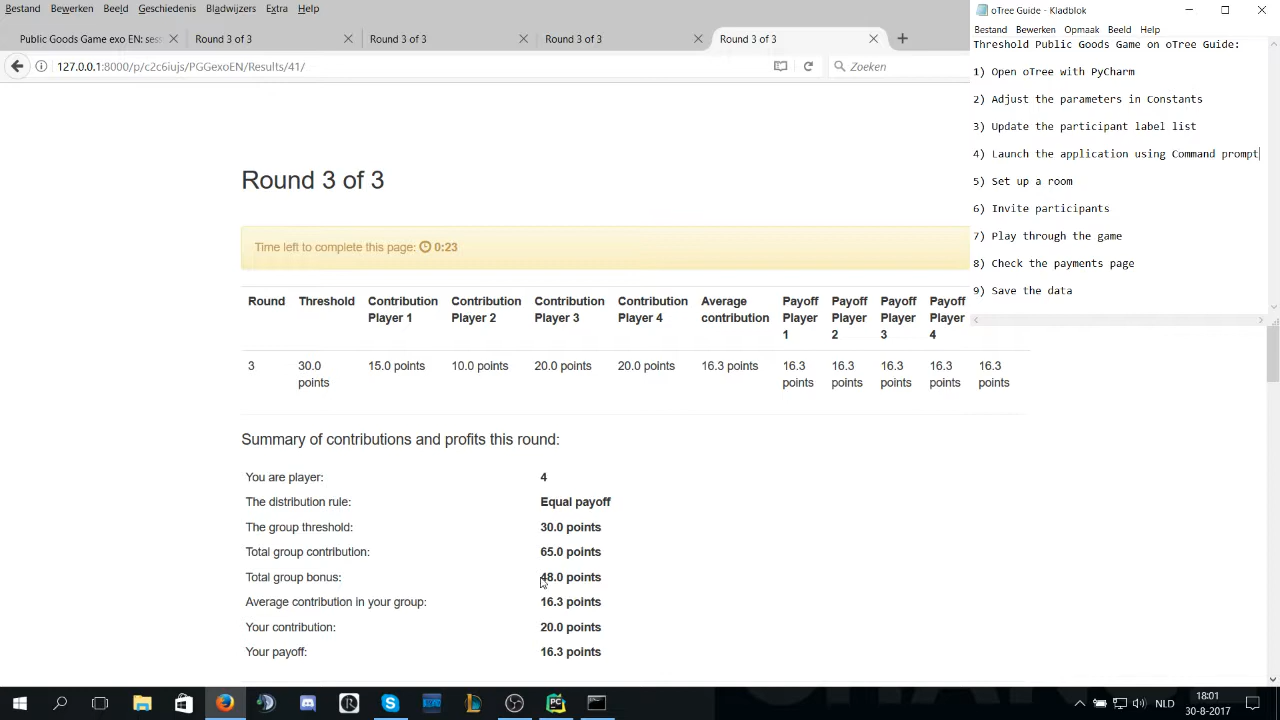 Bestand Bewerken Beeld Geschiedenis Bladwijzers Extra Help
Public Goods Game exo EN: ses
Round 3 of 3
Round 3 of 3
Round 3 of 3
Round 3 of 3
127.0.0.1:8000/p/c2c6iujs/PGGexoEN/Results/41/
Zoeken
oTree Guide - Kladblok
Bestand Bewerken Opmaak Beeld Help
Threshold Public Goods Game on oTree Guide:
1) Open oTree with PyCharm
2) Adjust the parameters in Constants
3) Update the participant label list
4) Launch the application using Command prompt
5) Set up a room
6) Invite participants
7) Play through the game
8) Check the payments page
9) Save the data
Round 3 of 3
Time left to complete this page: 0:23
Round Threshold Contribution Contribution Contribution Contribution Average Payoff Payoff Payoff Payoff
Player 1 Player 2 Player 3 Player 4 contribution Player Player Player Player
1 2 3 4
3 30.0 15.0 points 10.0 points 20.0 points 20.0 points 16.3 points 16.3 16.3 16.3 16.3 16.3
points points points points points points
Summary of contributions and profits this round:
You are player: 4
The distribution rule: Equal payoff
The group threshold: 30.0 points
Total group contribution: 65.0 points
Total group bonus: 48.0 points
Average contribution in your group: 16.3 points
Your contribution: 20.0 points
Your payoff: 16.3 points
NLD
18:01
30-8-2017